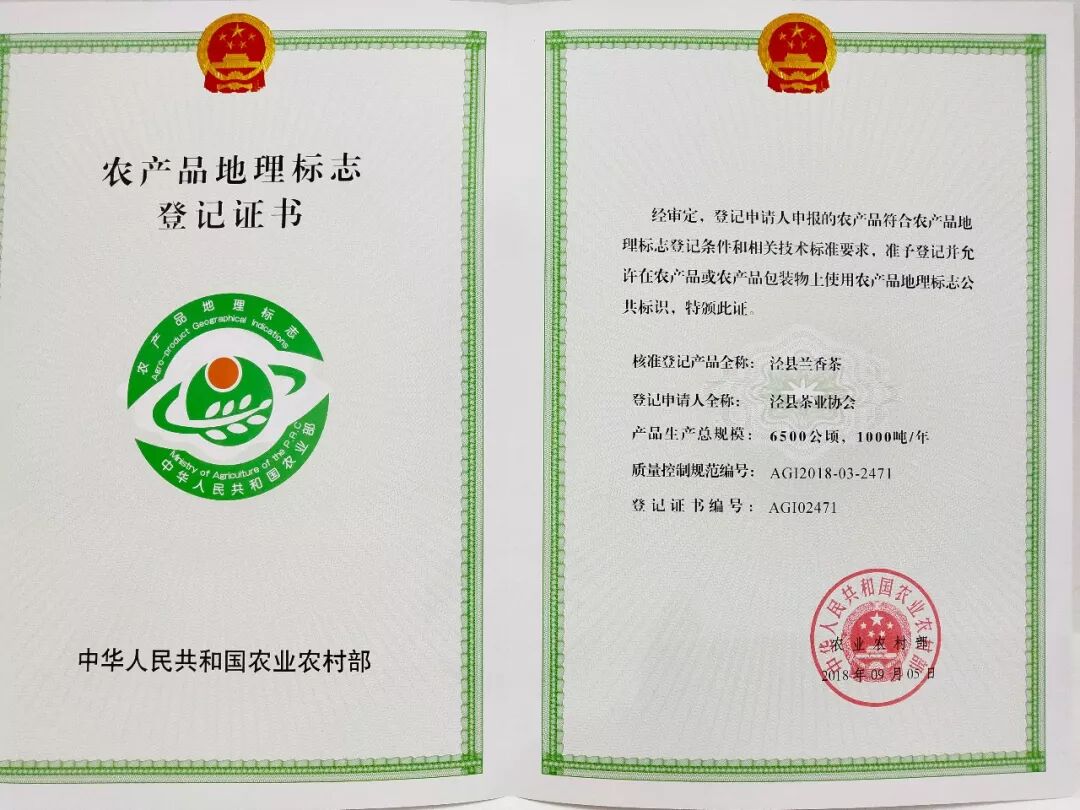 农产品地理标志
登记证书
农产品地理标志
Agro-product Geographical Indications
Ministry of Agriculture of the P.R.C
中华人民共和国农业部
中华人民共和国农业农村部
经审定，登记申请人申报的农产品符合农产品地
理标志登记条件和相关技术标准要求，准予登记并允
许在农产品或农产品包装物上使用农产品地理标志公
共标识，特颁此证。
核准登记产品全称： 泾县兰香茶
登记申请人全称： 泾县茶业协会
产品生产总规模： 6500公顷、1000吨/年
质量控制规范编号： AGI2018-03-2471
登记证书编号： AGI02471
中华人民共和国农业农村部
农业农村部
2018年09月05日